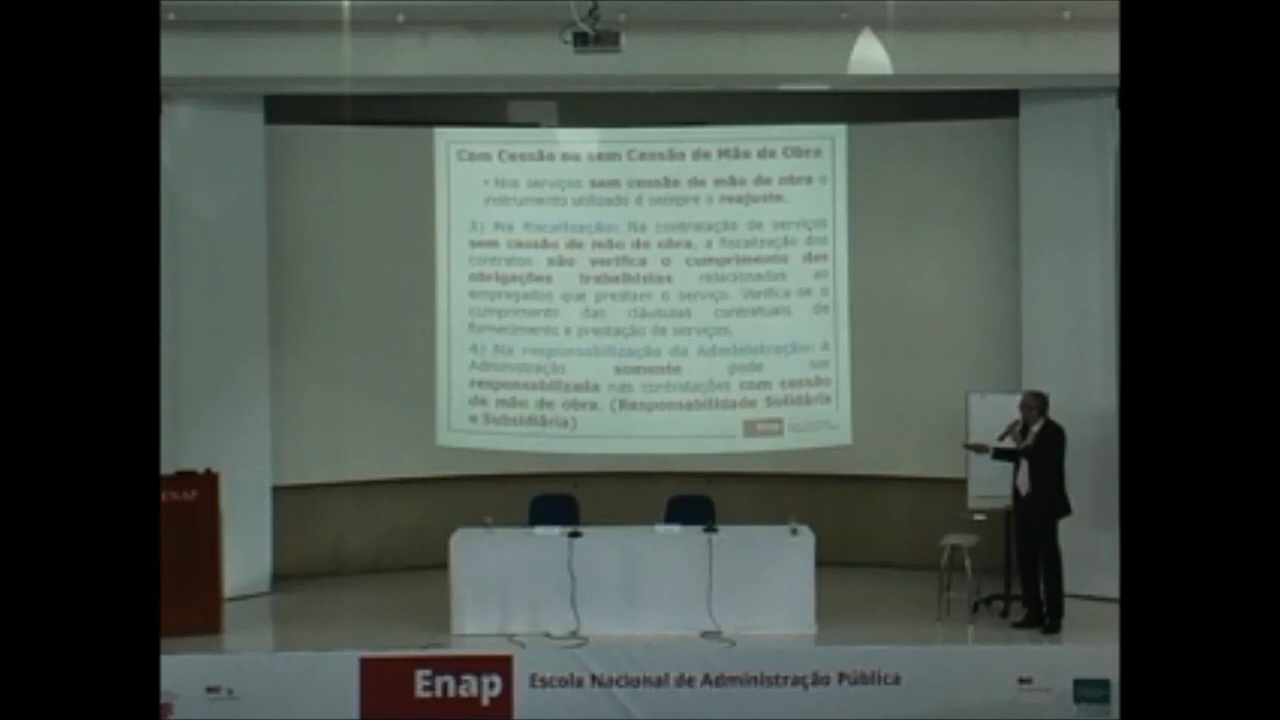 Com Cessão ou sem Cessão de Mão de Obra
• Nos serviços sem cessão de mão de obra o
instrumento utilizado é sempre o reajuste.
3) Na fiscalização: Na contratação de serviços
sem cessão de mão de obra, a fiscalização dos
contratos não verifica o cumprimento das
obrigações trabalhistas relacionadas ao
empregados que prestam o serviço. Verifica-se o
cumprimento das cláusulas contratuais de
fornecimento e prestação de serviços.
4) Na responsabilização da Administração: A
Administração somente pode ser
responsabilizada nas contratações com cessão
de mão de obra. (Responsabilidade Solidária
e Subsidiária)
Enap
ENAP
Enap
Escola Nacional de Administração Pública